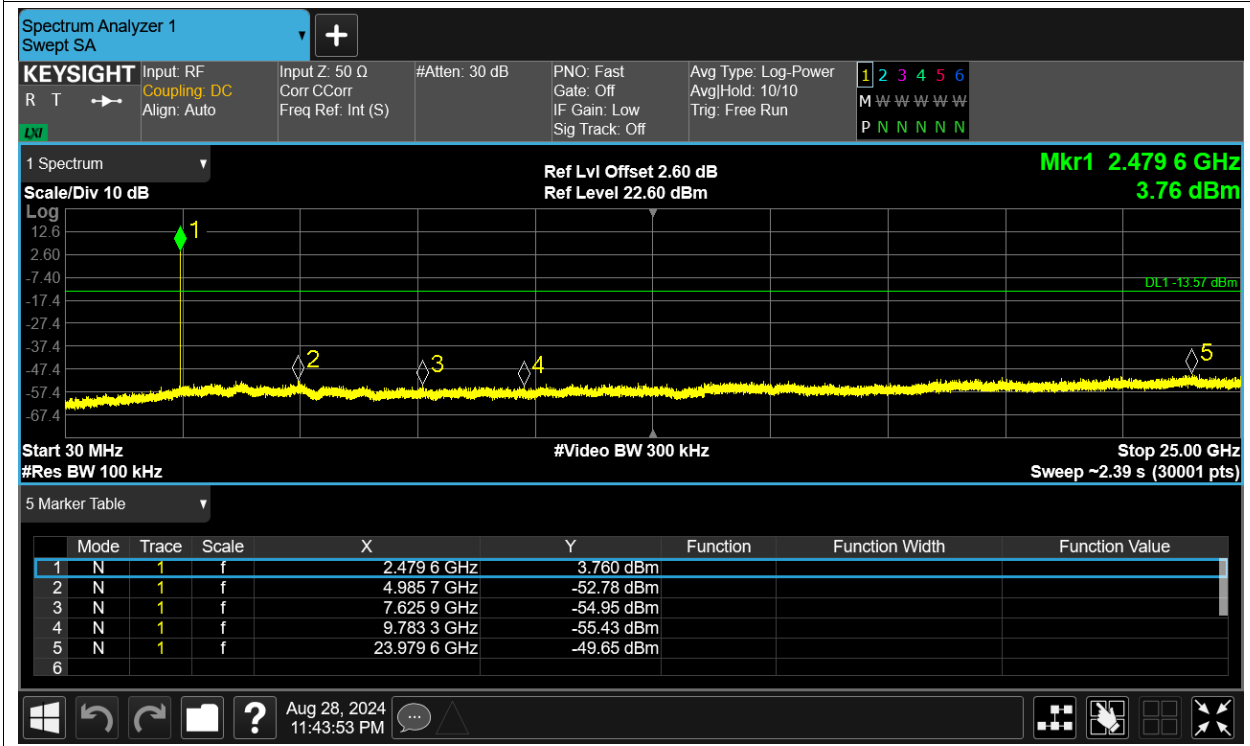 Spectrum Analyzer 1
Swept SA
+
KEYSIGHT
R T
LXI
Input: RF
Coupling: DC
Align: Auto
Input Z: 50 Ω
Corr CCorr
Freq Ref: Int (S)
#Atten: 30 dB
PNO: Fast
Gate: Off
IF Gain: Low
Sig Track: Off
Avg Type: Log-Power
Avg|Hold: 10/10
Trig: Free Run
1 2 3 4 5 6
M W W W W W
P N N N N N
1 Spectrum
Scale/Div 10 dB
Ref Lvl Offset 2.60 dB
Ref Level 22.60 dBm
Mkr1 2.479 6 GHz
3.76 dBm
Log
12.6
2.60
-7.40
-17.4
-27.4
-37.4
-47.4
-57.4
-67.4
1
2
3
4
5
DL1 -13.57 dBm
Start 30 MHz
#Video BW 300 kHz
Stop 25.00 GHz
#Res BW 100 kHz
Sweep ~2.39 s (30001 pts)
5 Marker Table
Mode Trace Scale X Y Function Function Width Function Value
1 N 1 f 2.479 6 GHz 3.760 dBm
2 N 1 f 4.985 7 GHz -52.78 dBm
3 N 1 f 7.625 9 GHz -54.95 dBm
4 N 1 f 9.783 3 GHz -55.43 dBm
5 N 1 f 23.979 6 GHz -49.65 dBm
6
?
Aug 28, 2024
11:43:53 PM